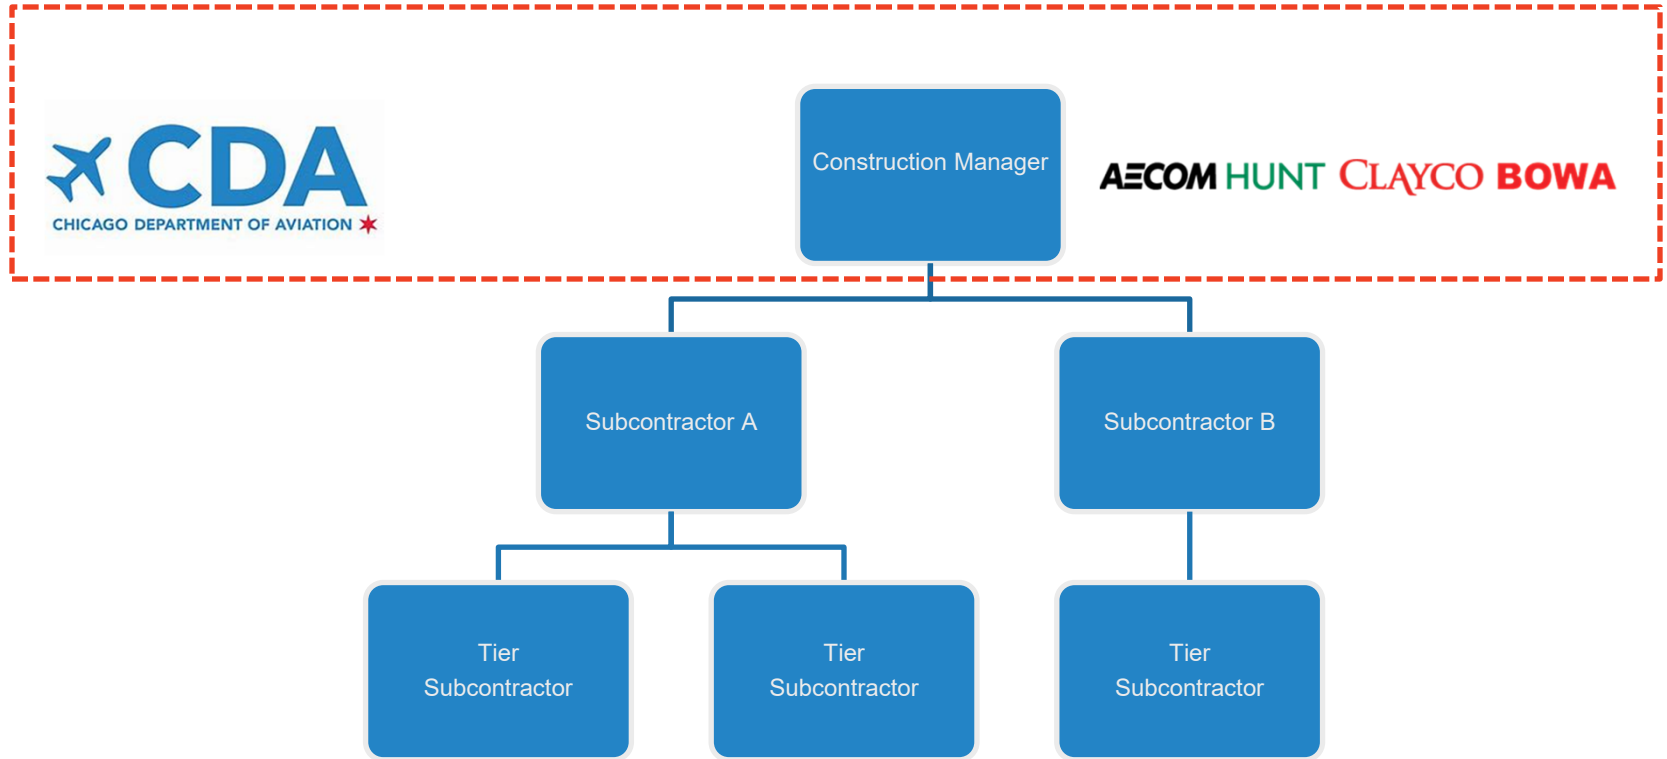 CDA
CHICAGO DEPARTMENT OF AVIATION
Construction Manager
AECOM HUNT CLAYCO BOWA
Subcontractor A
Subcontractor B
Tier
Subcontractor
Tier
Subcontractor
Tier
Subcontractor